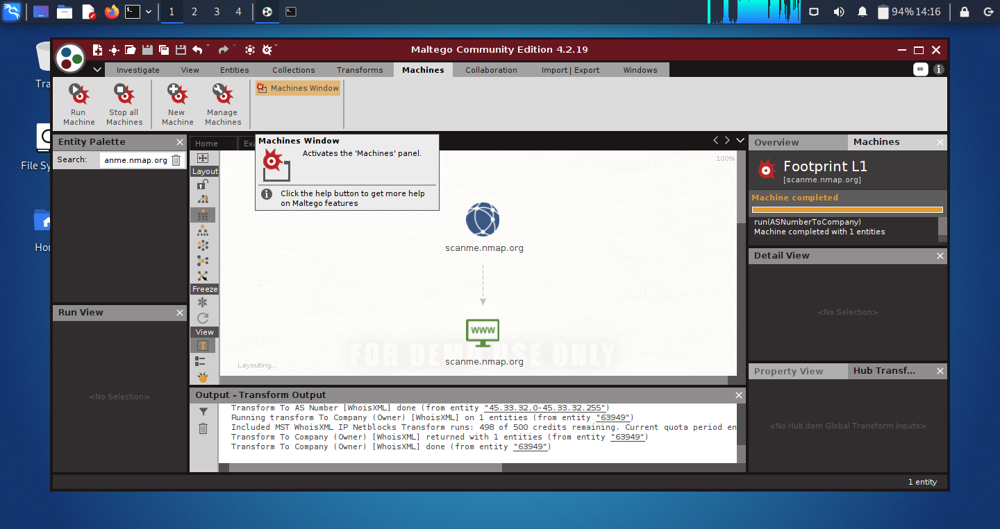 1 2 3 4
94% 14:16
Tra
File Sy
Hor
Maltego Community Edition 4.2.19
Investigate View Entities Collections Transforms Machines Collaboration Import | Export Windows
Run Machine
Stop all Machines
New Machine
Manage Machines
Machines Window
Entity Palette
Search: anme.nmap.org
Run View
<No Selection>
Home
Exa
Machines Window
Activates the 'Machines' panel.
Click the help button to get more help
on Maltego features
Layout
Freeze
View
100%
scanme.nmap.org
WWW
scanme.nmap.org
FOR DEMO USE ONLY
Layouting...
Output - Transform Output
Transform To AS Number [WhoisXML] done (from entity "45.33.32.0-45.33.32.255")
Running transform To Company (Owner) [WhoisXML] on 1 entities (from entity "63949")
Included MST WhoisXML IP Netblocks Transform runs: 498 of 500 credits remaining. Current quota period en
Transform To Company (Owner) [WhoisXML] returned with 1 entities (from entity "63949")
Transform To Company (Owner) [WhoisXML] done (from entity "63949")
Overview
Machines
Footprint L1
[scanme.nmap.org]
Machine completed
run(ASNumberToCompany)
Machine completed with 1 entities
Detail View
<No Selection>
Property View
Hub Transf...
<No Hub Item Global Transform Inputs>
1 entity